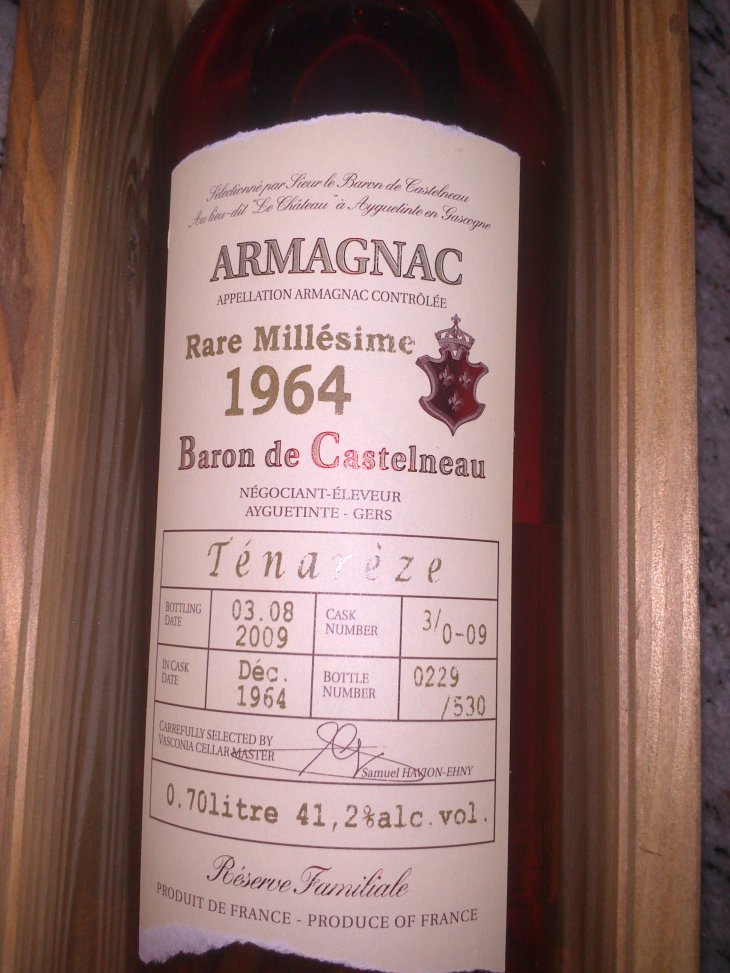 Sélectionné par Sieur le Baron de Castelneau
Au lieu-dit "Le Château" à Ayguetinte en Gascogne
ARMAGNAC
APPELLATION ARMAGNAC CONTRÔLÉE
Rare Millésime
1964
Baron de Castelneau
NÉGOCIANT-ÉLEVEUR
AYGUETINTE - GERS
Ténarèze
BOTTLING
DATE
03.08
2009
CASK
NUMBER
3/0-09
IN CASK
DATE
Déc.
1964
BOTTLE
NUMBER
0229
/530
CARREFULLY SELECTED BY
VASCONIA CELLAR MASTER
Samuel HAVION-EHNY
0.70litre 41,2%alc.vol.
Réserve Familiale
PRODUIT DE FRANCE - PRODUCE OF FRANCE